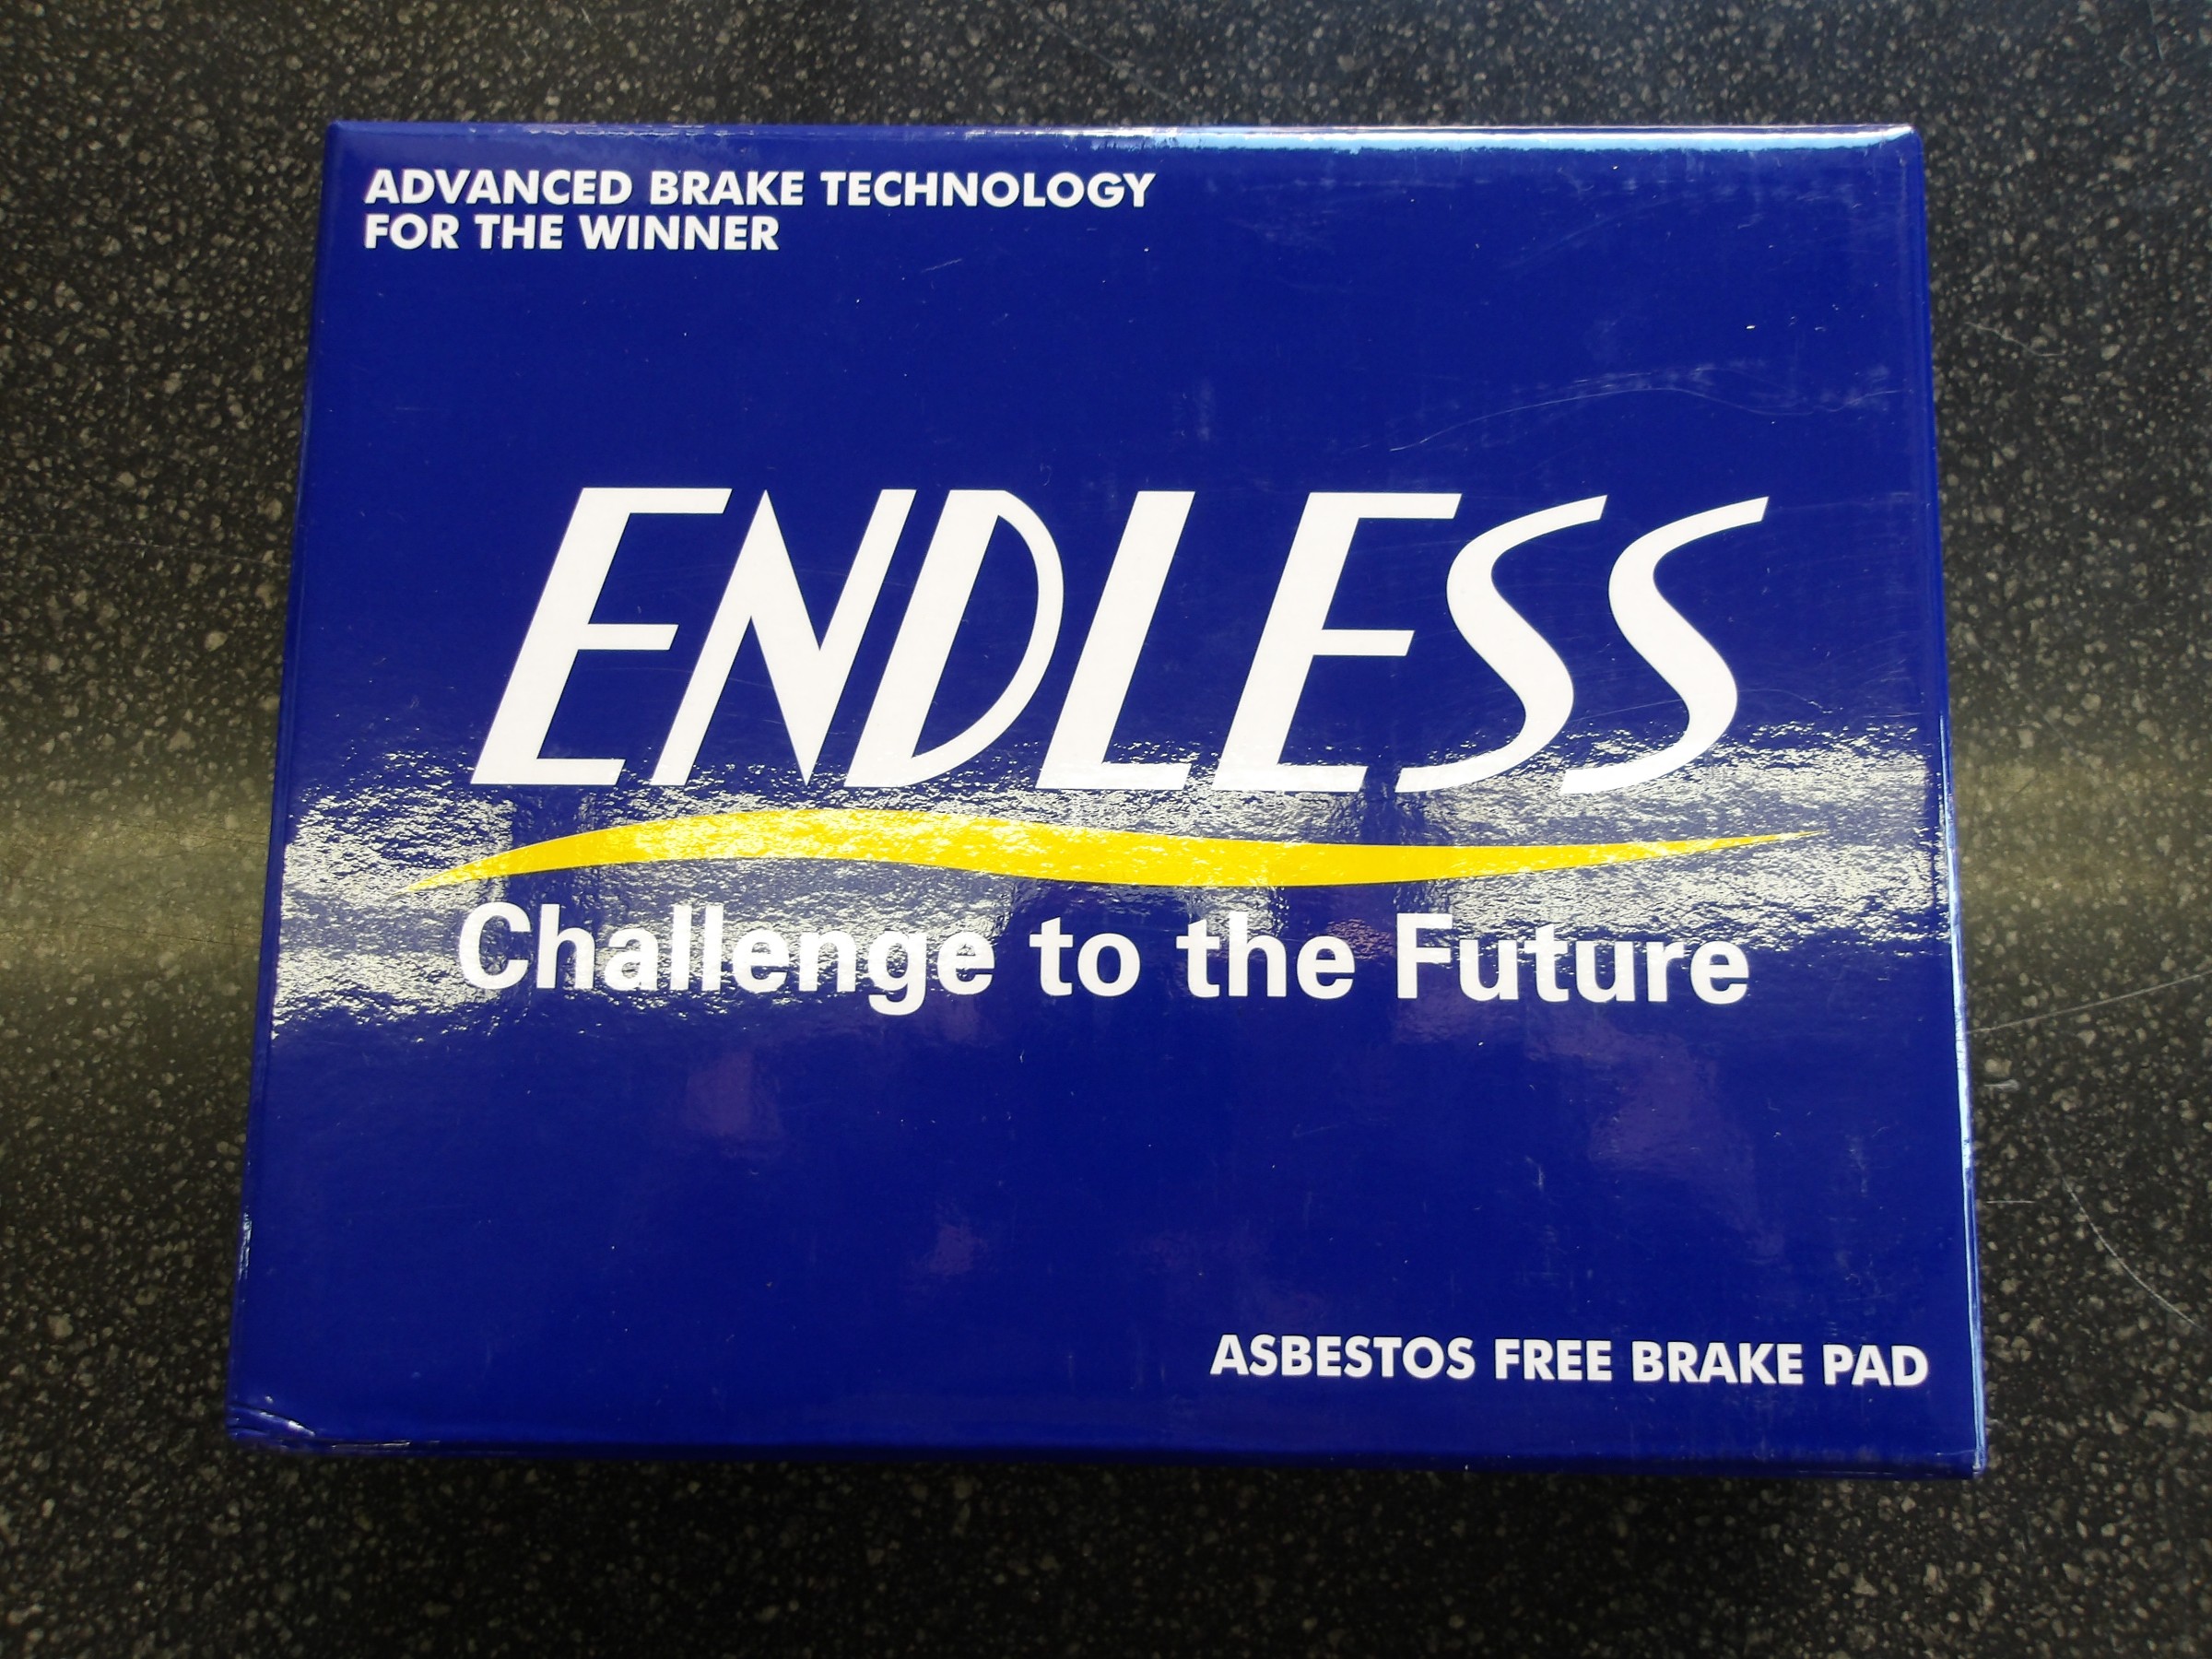 ADVANCED BRAKE TECHNOLOGY
FOR THE WINNER
ENDLESS
Challenge to the Future
ASBESTOS FREE BRAKE PAD